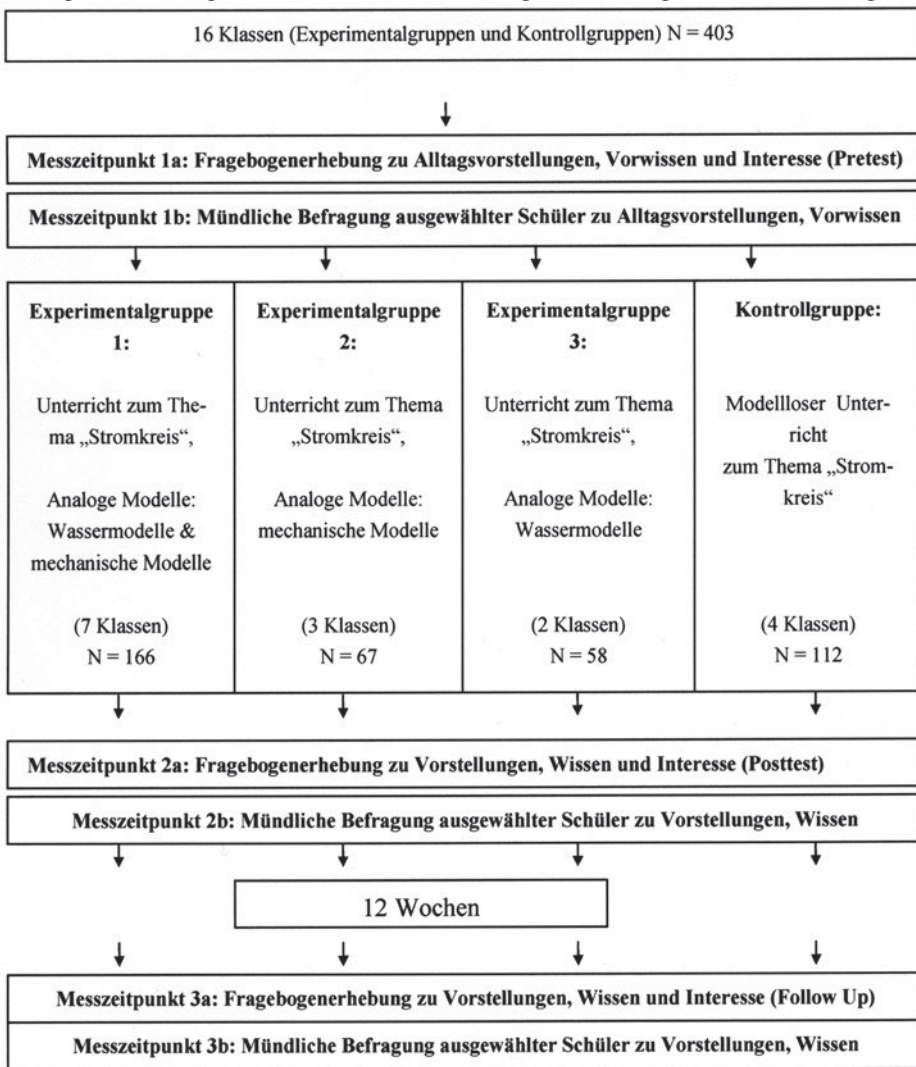 16 Klassen (Experimentalgruppen und Kontrollgruppen) N = 403
Messzeitpunkt 1a: Fragebogenerhebung zu Alltagsvorstellungen, Vorwissen und Interesse (Pretest)
Messzeitpunkt 1b: Mündliche Befragung ausgewählter Schüler zu Alltagsvorstellungen, Vorwissen
Experimentalgruppe
1:
Unterricht zum The-
ma „Stromkreis“,
Analoge Modelle:
Wassermodelle &
mechanische Modelle
(7 Klassen)
N = 166
Experimentalgruppe
2:
Unterricht zum Thema
„Stromkreis“,
Analoge Modelle:
mechanische Modelle
(3 Klassen)
N = 67
Experimentalgruppe
3:
Unterricht zum Thema
„Stromkreis“,
Analoge Modelle:
Wassermodelle
(2 Klassen)
N = 58
Kontrollgruppe:
Modellloser Unter-
richt
zum Thema „Strom-
kreis“
(4 Klassen)
N = 112
Messzeitpunkt 2a: Fragebogenerhebung zu Vorstellungen, Wissen und Interesse (Posttest)
Messzeitpunkt 2b: Mündliche Befragung ausgewählter Schüler zu Vorstellungen, Wissen
12 Wochen
Messzeitpunkt 3a: Fragebogenerhebung zu Vorstellungen, Wissen und Interesse (Follow Up)
Messzeitpunkt 3b: Mündliche Befragung ausgewählter Schüler zu Vorstellungen, Wissen